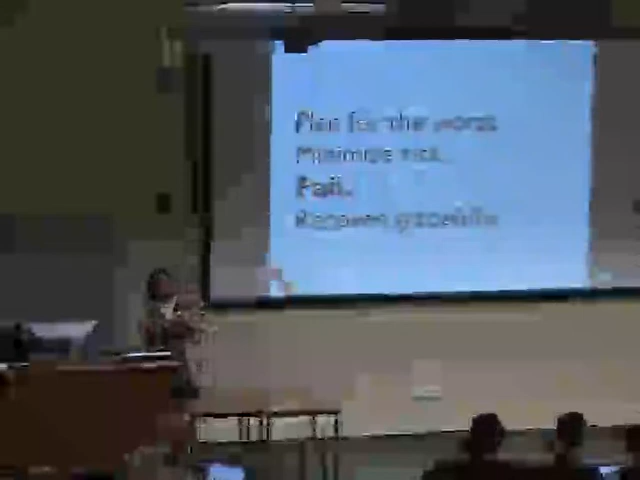 Plan for the worst
Minimize risk.
Fail.
Recover gracefully